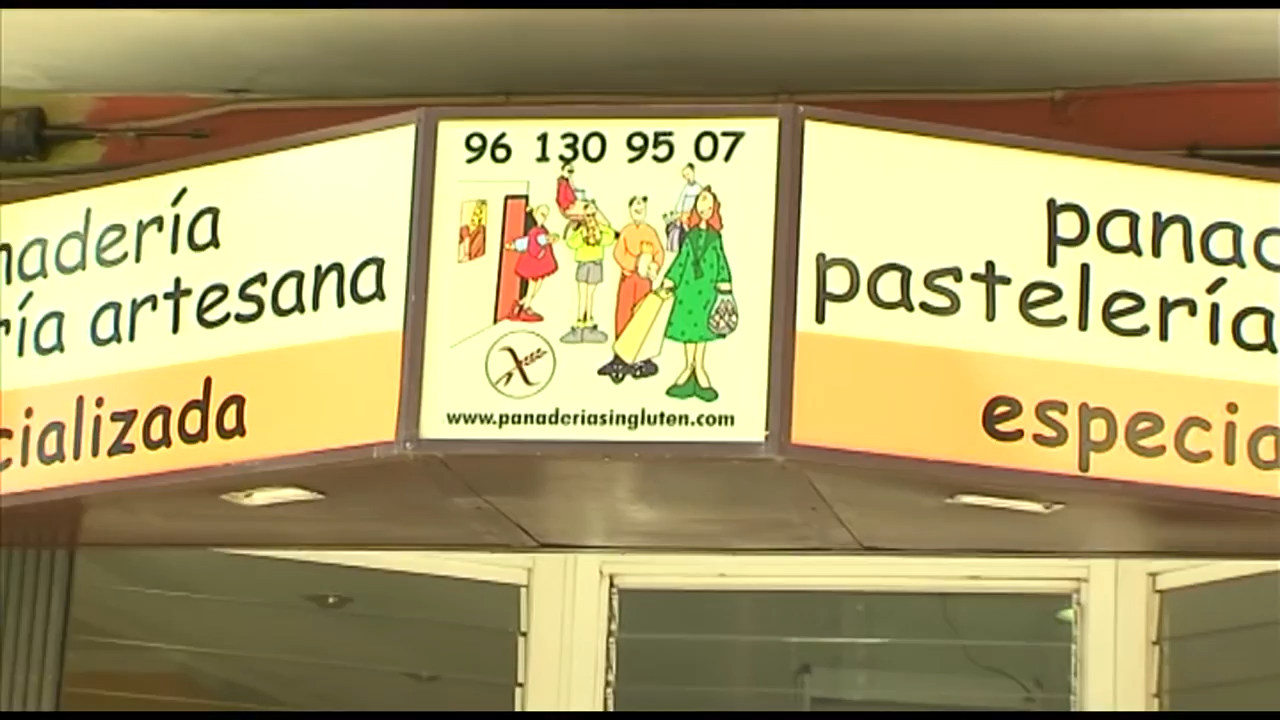 nadería
ría artesana
cializada
96 130 95 07
www.panaderiasingluten.com
panad
pastelería
especia